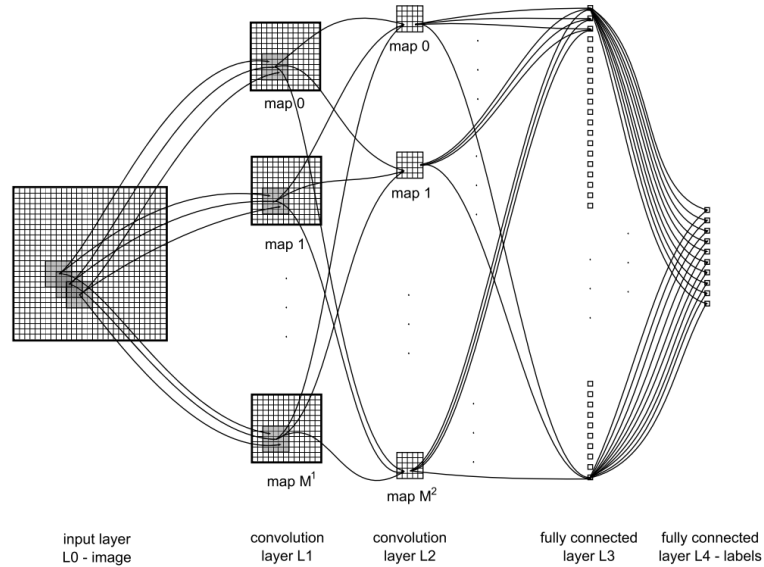 map 0
map 0
map 1
map 1
map M¹
map M²
input layer
L0 - image
convolution
layer L1
convolution
layer L2
fully connected
layer L3
fully connected
layer L4 - labels